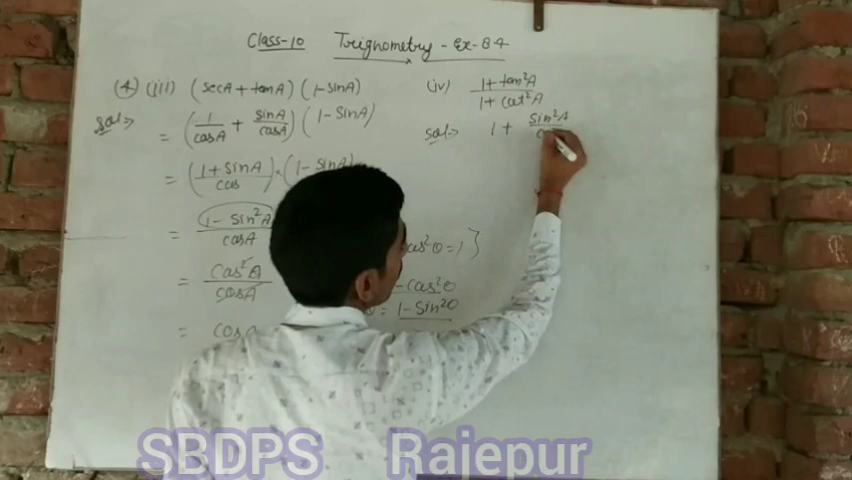 Class-10 Trignometry - Ex-8.4
(4) (iii) (secA + tanA) (1-sinA)
Sol⇒ = (1/cosA + sinA/cosA) (1 - SinA)
= (1+sinA/cos) × (1 - SinA)
= 1 - Sin²A/cosA
= Cos²A/cosA
= cosA
cos²θ = 1 }
- cos²θ
= 1 - Sin²θ
(iv) 1+tan²A/1+cot²A
Sol⇒ 1 + Sin²A
SBDPS Rajepur